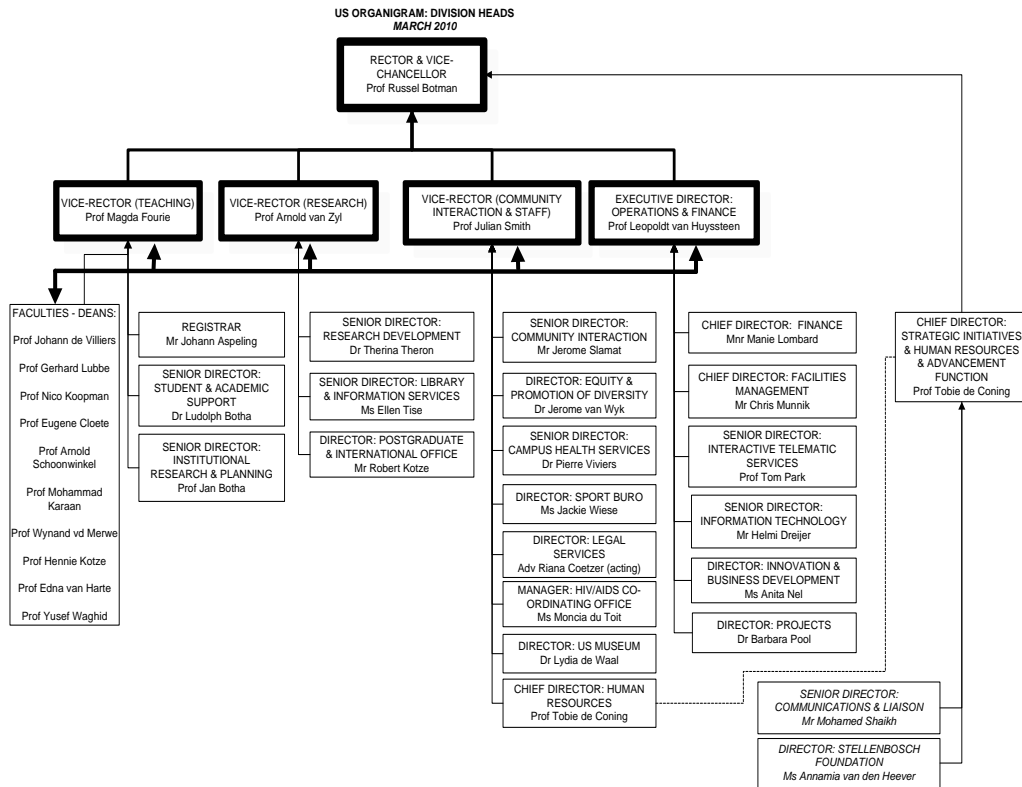 US ORGANIGRAM: DIVISION HEADS
MARCH 2010
RECTOR & VICE-
CHANCELLOR
Prof Russel Botman
VICE-RECTOR (TEACHING)
Prof Magda Fourie
VICE-RECTOR (RESEARCH)
Prof Arnold van Zyl
VICE-RECTOR (COMMUNITY
INTERACTION & STAFF)
Prof Julian Smith
EXECUTIVE DIRECTOR:
OPERATIONS & FINANCE
Prof Leopoldt van Huyssteen
FACULTIES - DEANS:
Prof Johann de Villiers
Prof Gerhard Lubbe
Prof Nico Koopman
Prof Eugene Cloete
Prof Arnold
Schoonwinkel
Prof Mohammad
Karaan
Prof Wynand vd Merwe
Prof Hennie Kotze
Prof Edna van Harte
Prof Yusef Waghid
REGISTRAR
Mr Johann Aspeling
SENIOR DIRECTOR:
STUDENT & ACADEMIC
SUPPORT
Dr Ludolph Botha
SENIOR DIRECTOR:
INSTITUTIONAL
RESEARCH & PLANNING
Prof Jan Botha
SENIOR DIRECTOR:
RESEARCH DEVELOPMENT
Dr Therina Theron
SENIOR DIRECTOR: LIBRARY
& INFORMATION SERVICES
Ms Ellen Tise
DIRECTOR: POSTGRADUATE
& INTERNATIONAL OFFICE
Mr Robert Kotze
SENIOR DIRECTOR:
COMMUNITY INTERACTION
Mr Jerome Slamat
DIRECTOR: EQUITY &
PROMOTION OF DIVERSITY
Dr Jerome van Wyk
SENIOR DIRECTOR:
CAMPUS HEALTH SERVICES
Dr Pierre Viviers
DIRECTOR: SPORT BURO
Ms Jackie Wiese
DIRECTOR: LEGAL
SERVICES
Adv Riana Coetzer (acting)
MANAGER: HIV/AIDS CO-
ORDINATING OFFICE
Ms Moncia du Toit
DIRECTOR: US MUSEUM
Dr Lydia de Waal
CHIEF DIRECTOR: HUMAN
RESOURCES
Prof Tobie de Coning
CHIEF DIRECTOR: FINANCE
Mnr Manie Lombard
CHIEF DIRECTOR: FACILITIES
MANAGEMENT
Mr Chris Munnik
SENIOR DIRECTOR:
INTERACTIVE TELEMATIC
SERVICES
Prof Tom Park
SENIOR DIRECTOR:
INFORMATION TECHNOLOGY
Mr Helmi Dreijer
DIRECTOR: INNOVATION &
BUSINESS DEVELOPMENT
Ms Anita Nel
DIRECTOR: PROJECTS
Dr Barbara Pool
CHIEF DIRECTOR:
STRATEGIC INITIATIVES
& HUMAN RESOURCES
& ADVANCEMENT
FUNCTION
Prof Tobie de Coning
SENIOR DIRECTOR:
COMMUNICATIONS & LIAISON
Mr Mohamed Shaikh
DIRECTOR: STELLENBOSCH
FOUNDATION
Ms Annamia van den Heever